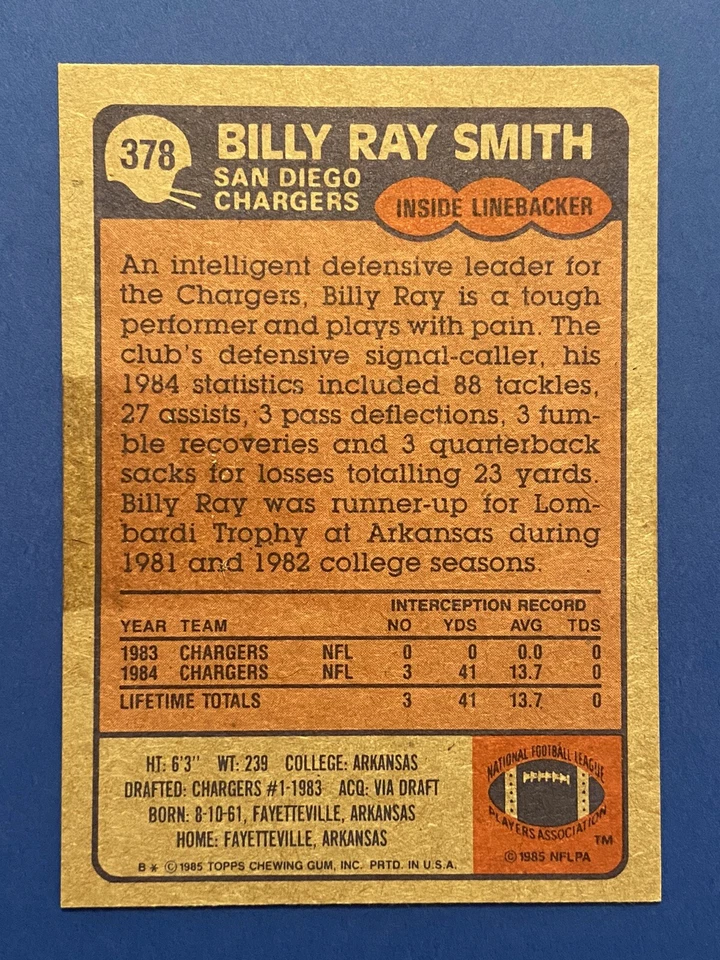 378
BILLY RAY SMITH
SAN DIEGO
CHARGERS
INSIDE LINEBACKER
An intelligent defensive leader for
the Chargers, Billy Ray is a tough
performer and plays with pain. The
club's defensive signal-caller, his
1984 statistics included 88 tackles,
27 assists, 3 pass deflections, 3 fum-
ble recoveries and 3 quarterback
sacks for losses totalling 23 yards.
Billy Ray was runner-up for Lom-
bardi Trophy at Arkansas during
1981 and 1982 college seasons.
INTERCEPTION RECORD
YEAR TEAM NO YDS AVG TDS
1983 CHARGERS NFL 0 0 0.0 0
1984 CHARGERS NFL 3 41 13.7 0
LIFETIME TOTALS 3 41 13.7 0
HT: 6'3" WT: 239 COLLEGE: ARKANSAS
DRAFTED: CHARGERS #1-1983 ACQ: VIA DRAFT
BORN: 8-10-61, FAYETTEVILLE, ARKANSAS
HOME: FAYETTEVILLE, ARKANSAS
B * © 1985 TOPPS CHEWING GUM, INC. PRTD. IN U.S.A.
NATIONAL FOOTBALL LEAGUE
PLAYERS ASSOCIATION
TM
© 1985 NFLPA